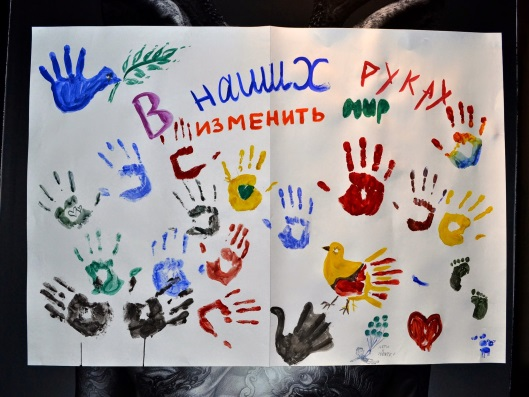 В наших руках
изменить мир